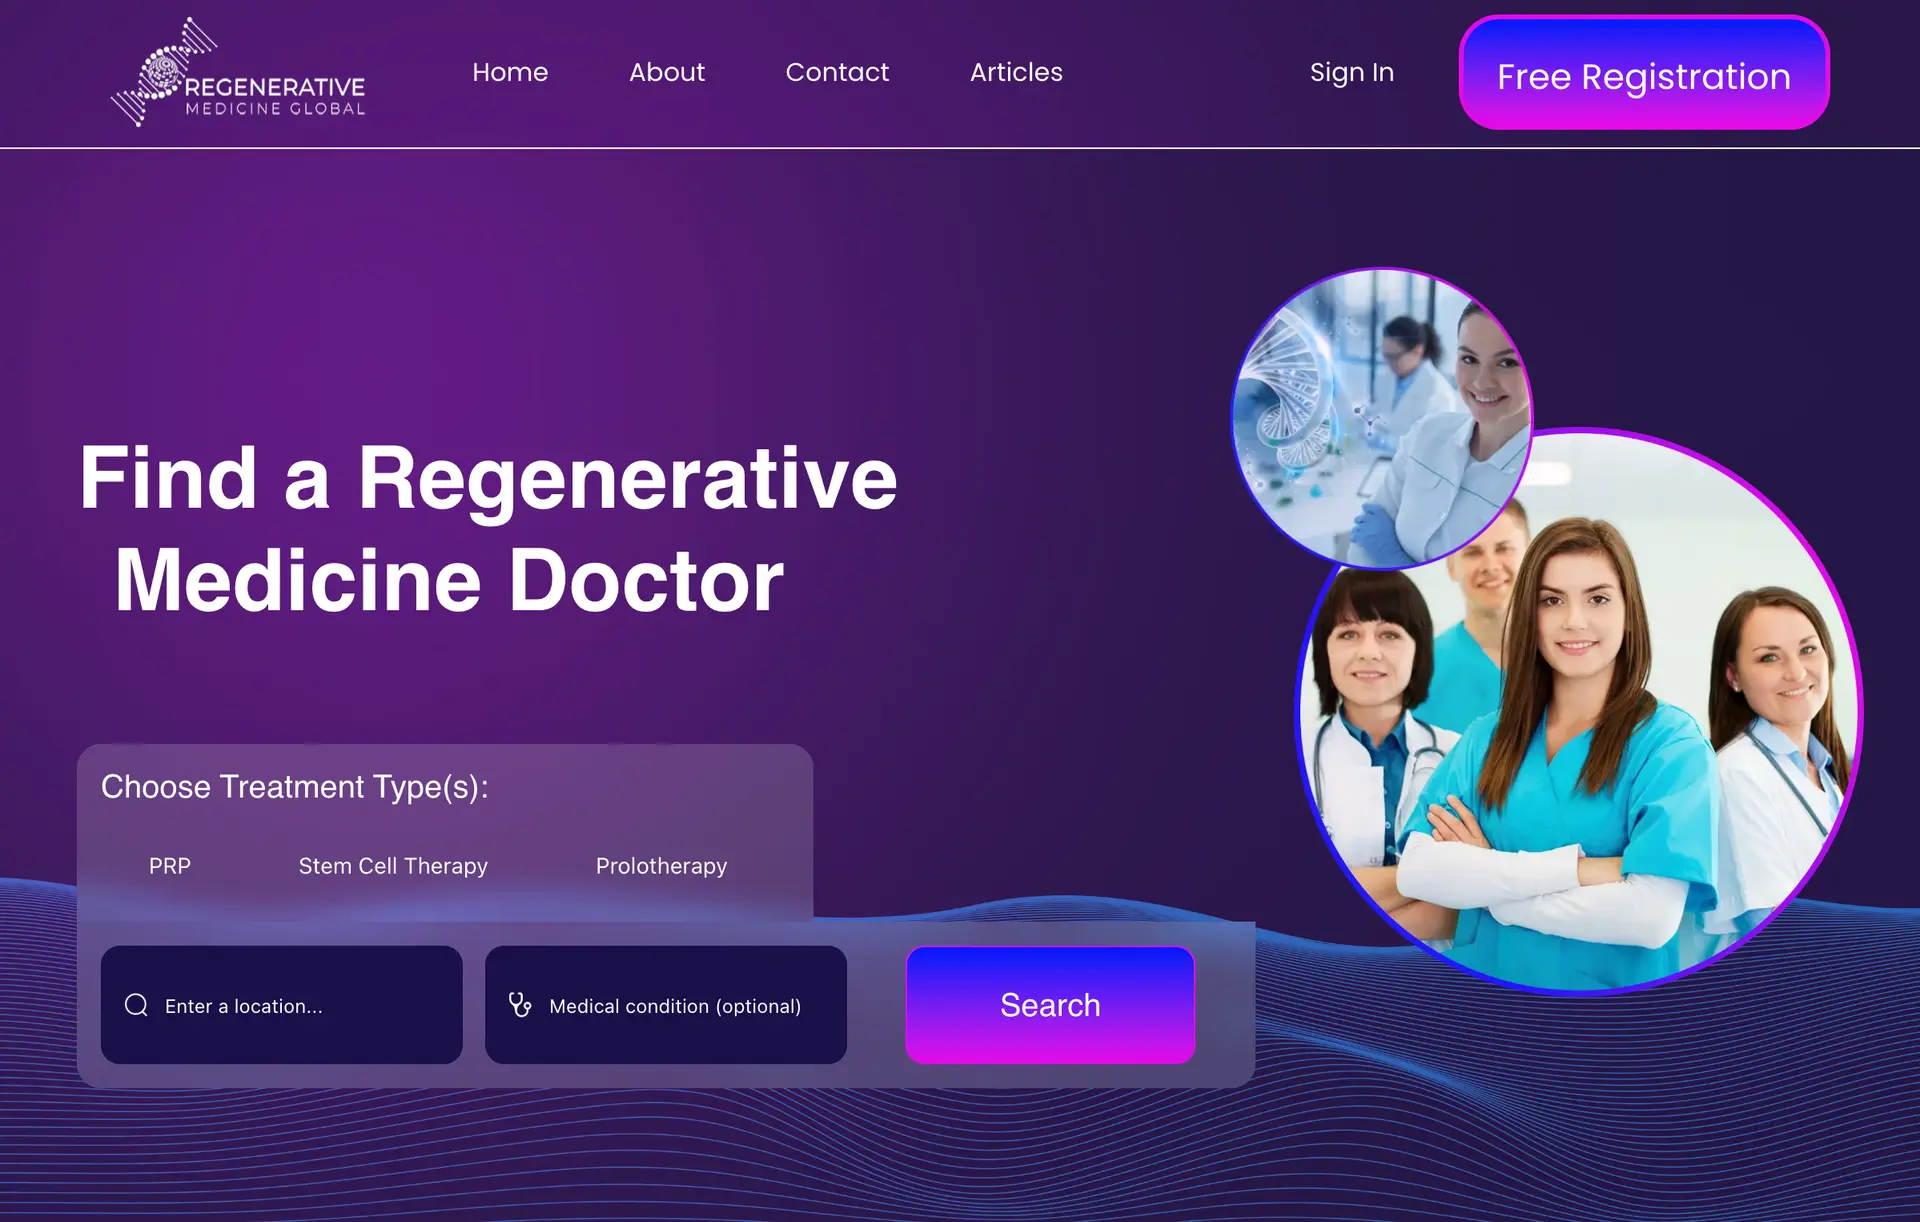 REGENERATIVE
MEDICINE GLOBAL
Home
About
Contact
Articles
Sign In
Free Registration
Find a Regenerative
Medicine Doctor
Choose Treatment Type(s):
PRP
Stem Cell Therapy
Prolotherapy
Enter a location...
Medical condition (optional)
Search